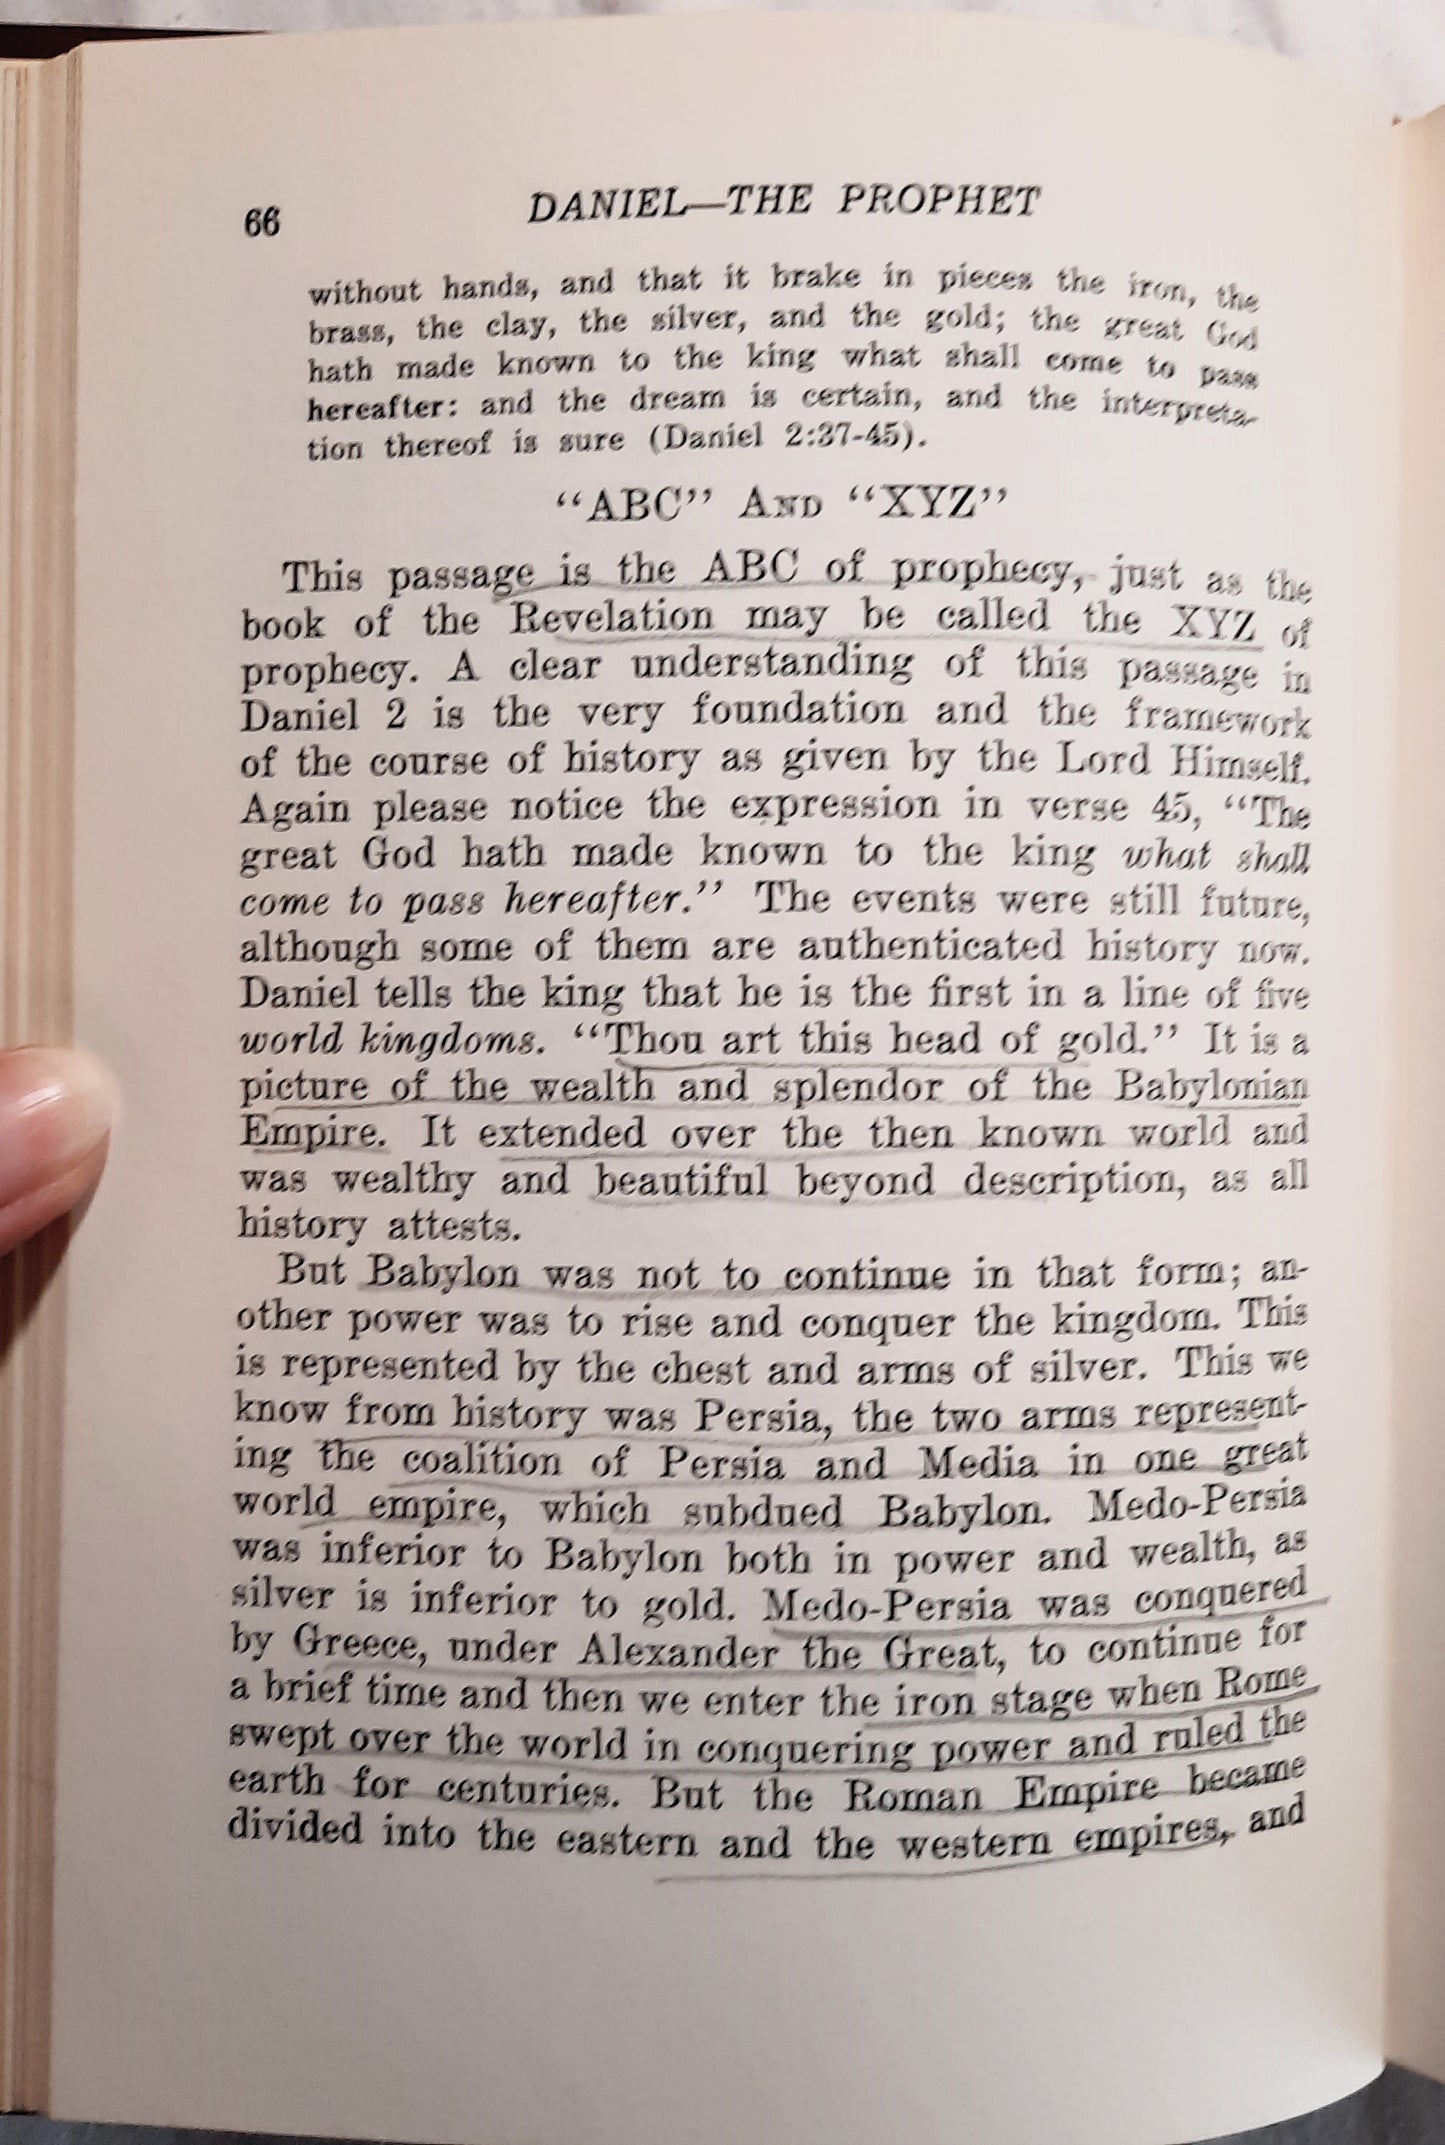 66
DANIEL—THE PROPHET
without hands, and that it brake in pieces the iron, the
brass, the clay, the silver, and the gold; the great God
hath made known to the king what shall come to pass
hereafter: and the dream is certain, and the interpreta-
tion thereof is sure (Daniel 2:37-45).
“ABC” AND “XYZ”
This passage is the ABC of prophecy, just as the
book of the Revelation may be called the XYZ of
prophecy. A clear understanding of this passage in
Daniel 2 is the very foundation and the framework
of the course of history as given by the Lord Himself.
Again please notice the expression in verse 45, “The
great God hath made known to the king what shall
come to pass hereafter.” The events were still future,
although some of them are authenticated history now.
Daniel tells the king that he is the first in a line of five
world kingdoms. “Thou art this head of gold.” It is a
picture of the wealth and splendor of the Babylonian
Empire. It extended over the then known world and
was wealthy and beautiful beyond description, as all
history attests.
But Babylon was not to continue in that form; an-
other power was to rise and conquer the kingdom. This
is represented by the chest and arms of silver. This we
know from history was Persia, the two arms represent-
ing the coalition of Persia and Media in one great
world empire, which subdued Babylon. Medo-Persia
was inferior to Babylon both in power and wealth, as
silver is inferior to gold. Medo-Persia was conquered
by Greece, under Alexander the Great, to continue for
a brief time and then we enter the iron stage when Rome
swept over the world in conquering power and ruled the
earth for centuries. But the Roman Empire became
divided into the eastern and the western empires, and